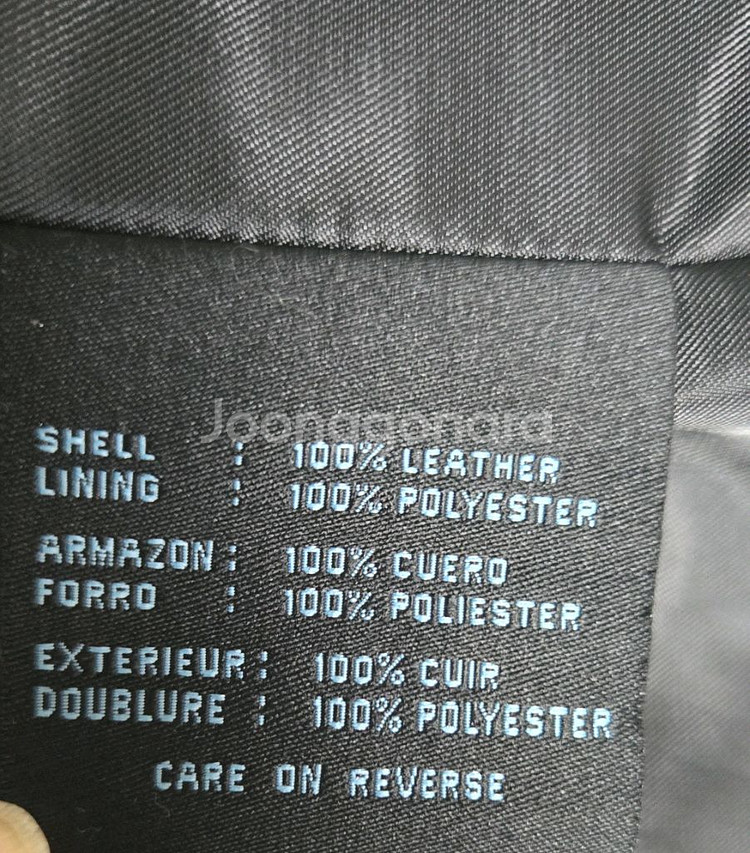 Joonggonara
SHELL : 100% LEATHER
LINING : 100% POLYESTER
ARMAZON : 100% CUERO
FORRO : 100% POLIESTER
EXTERIEUR : 100% CUIR
DOUBLURE : 100% POLYESTER
CARE ON REVERSE